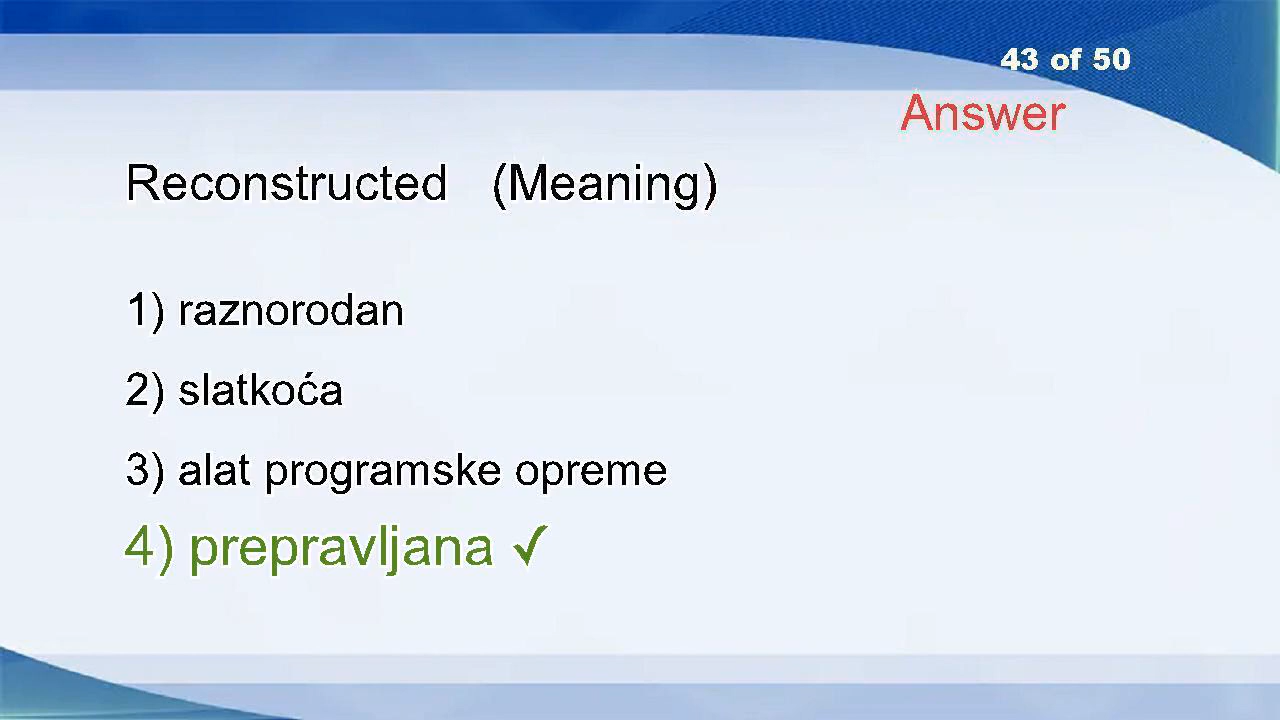 43 of 50
Answer
Reconstructed (Meaning)
1) raznorodan
2) slatkoća
3) alat programske opreme
4) prepravljana ✓